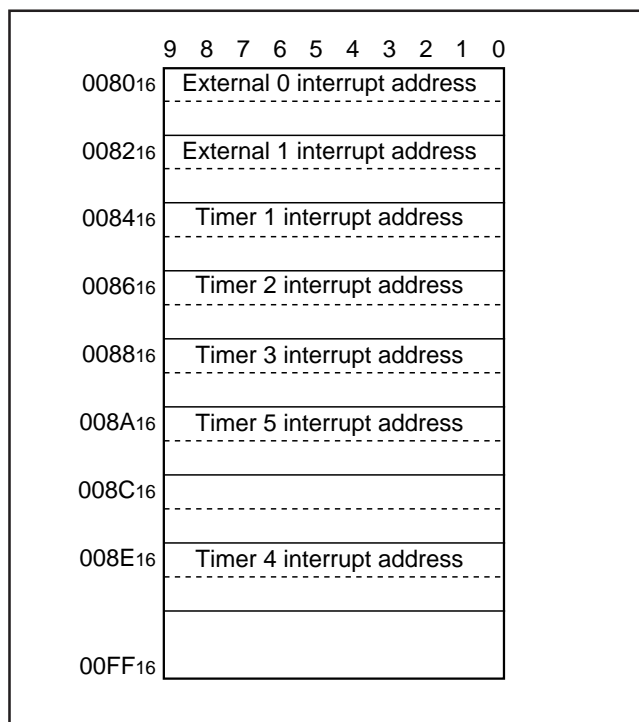 9 8 7 6 5 4 3 2 1 0
008016 External 0 interrupt address
008216 External 1 interrupt address
008416 Timer 1 interrupt address
008616 Timer 2 interrupt address
008816 Timer 3 interrupt address
008A16 Timer 5 interrupt address
008C16
008E16 Timer 4 interrupt address
00FF16